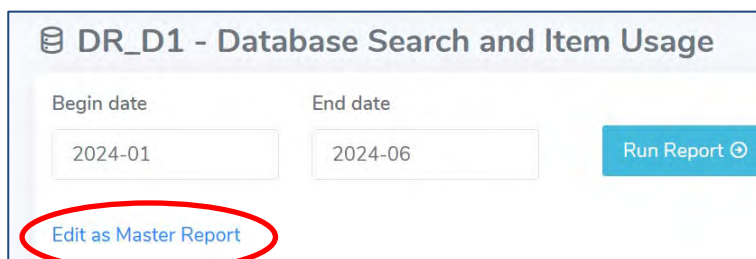 DR_D1 - Database Search and Item Usage
Begin date End date
2024-01 2024-06 Run Report
Edit as Master Report